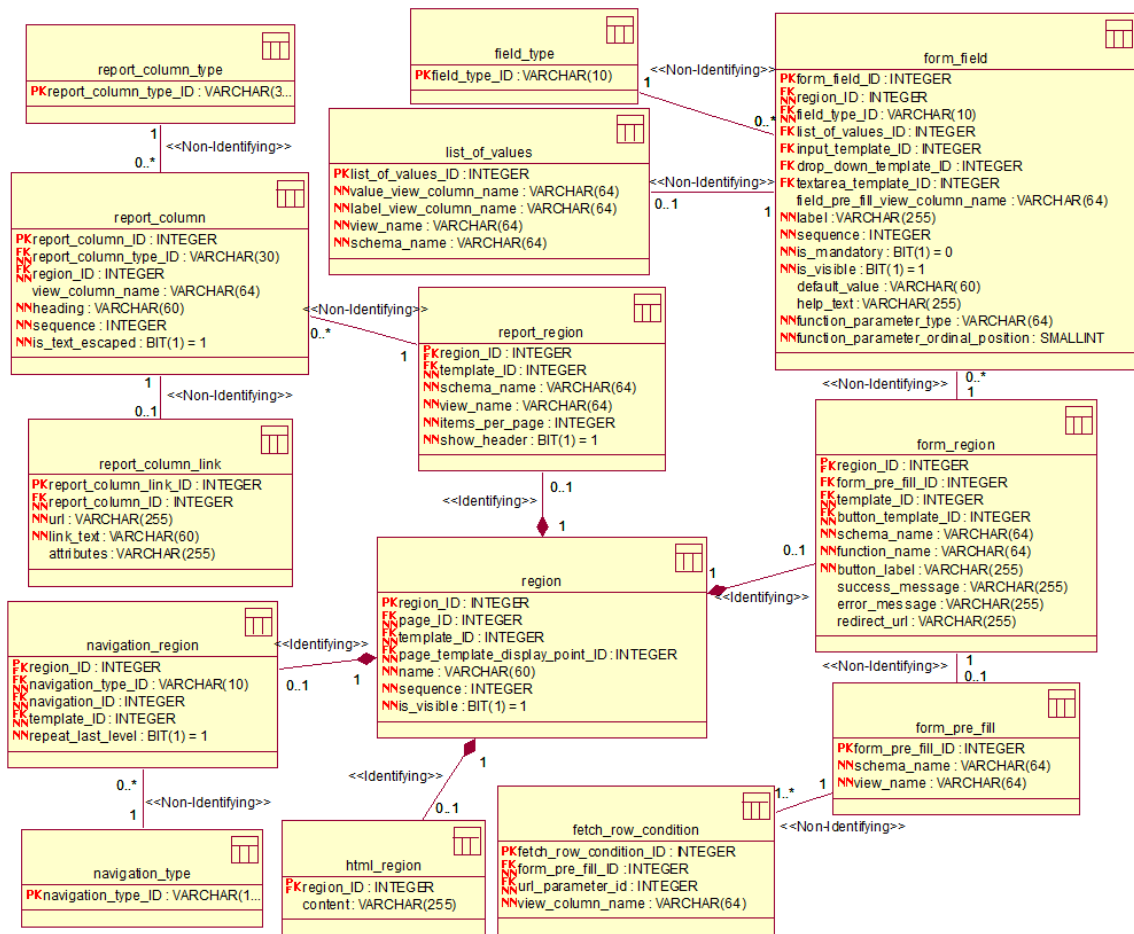 report_column_type
PK report_column_type_ID : VARCHAR(3...
1
<<Non-Identifying>>
0..*
field_type
PK field_type_ID : VARCHAR(10)
<<Non-Identifying>>
1
0..*
form_field
PK form_field_ID : INTEGER
FK NN region_ID : INTEGER
FK NN field_type_ID : VARCHAR(10)
FK list_of_values_ID : INTEGER
FK input_template_ID : INTEGER
FK drop_down_template_ID : INTEGER
FK textarea_template_ID : INTEGER
field_pre_fill_view_column_name : VARCHAR(64)
NN label : VARCHAR(255)
NN sequence : INTEGER
NN is_mandatory : BIT(1) = 0
NN is_visible : BIT(1) = 1
default_value : VARCHAR(60)
help_text : VARCHAR(255)
NN function_parameter_type : VARCHAR(64)
NN function_parameter_ordinal_position : SMALLINT
list_of_values
PK list_of_values_ID : INTEGER
NN value_view_column_name : VARCHAR(64)
NN label_view_column_name : VARCHAR(64)
NN view_name : VARCHAR(64)
NN schema_name : VARCHAR(64)
<<Non-Identifying>>
0..1
1
report_column
PK report_column_ID : INTEGER
FK NN report_column_type_ID : VARCHAR(30)
FK NN region_ID : INTEGER
view_column_name : VARCHAR(64)
NN heading : VARCHAR(60)
NN sequence : INTEGER
NN is_text_escaped : BIT(1) = 1
<<Non-Identifying>>
0..*
1
report_region
PF K region_ID : INTEGER
FK NN template_ID : INTEGER
NN schema_name : VARCHAR(64)
NN view_name : VARCHAR(64)
NN items_per_page : INTEGER
NN show_header : BIT(1) = 1
1
<<Non-Identifying>>
0..1
0..*
<<Non-Identifying>>
1
report_column_link
PK report_column_link_ID : INTEGER
FK NN report_column_ID : INTEGER
NN url : VARCHAR(255)
NN link_text : VARCHAR(60)
attributes : VARCHAR(255)
form_region
PF K region_ID : INTEGER
FK form_pre_fill_ID : INTEGER
FK NN template_ID : INTEGER
FK NN button_template_ID : INTEGER
NN schema_name : VARCHAR(64)
NN function_name : VARCHAR(64)
NN button_label : VARCHAR(255)
success_message : VARCHAR(255)
error_message : VARCHAR(255)
redirect_url : VARCHAR(255)
0..1
<<Identifying>>
1
region
PK region_ID : INTEGER
FK NN page_ID : INTEGER
FK NN template_ID : INTEGER
FK NN page_template_display_point_ID : INTEGER
NN name : VARCHAR(60)
NN sequence : INTEGER
NN is_visible : BIT(1) = 1
0..1
1
<<Identifying>>
navigation_region
PF K region_ID : INTEGER
FK NN navigation_type_ID : VARCHAR(10)
FK NN navigation_ID : INTEGER
FK NN template_ID : INTEGER
NN repeat_last_level : BIT(1) = 1
<<Identifying>>
0..1
1
1
<<Non-Identifying>>
0..1
form_pre_fill
PK form_pre_fill_ID : INTEGER
NN schema_name : VARCHAR(64)
NN view_name : VARCHAR(64)
0..*
<<Non-Identifying>>
1
1
<<Identifying>>
0..1
1..*
1
<<Non-Identifying>>
fetch_row_condition
PK fetch_row_condition_ID : INTEGER
FK NN form_pre_fill_ID : INTEGER
FK NN url_parameter_id : INTEGER
NN view_column_name : VARCHAR(64)
html_region
PF K region_ID : INTEGER
content : VARCHAR(255)
navigation_type
PK navigation_type_ID : VARCHAR(1...